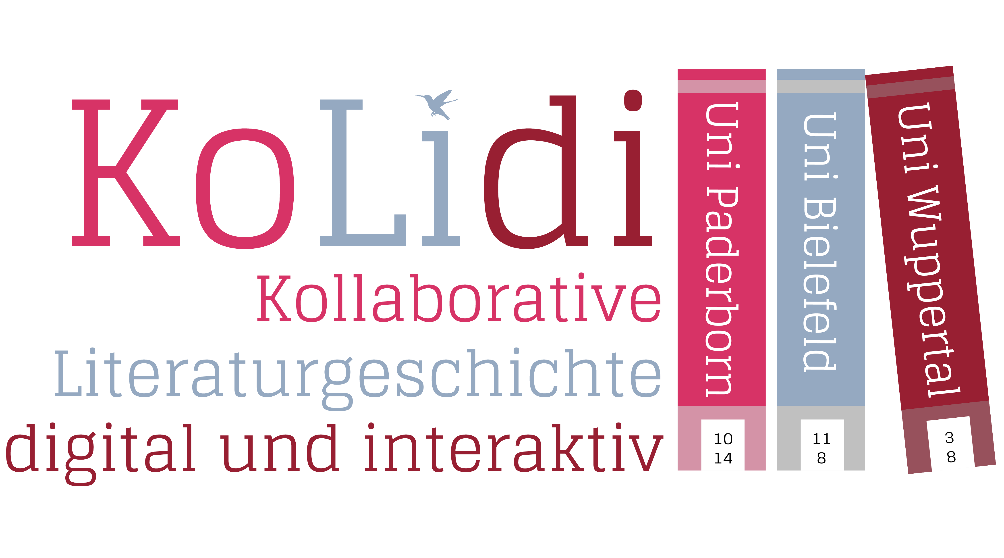 KoLidi
Kollaborative
Literaturgeschichte
digital und interaktiv
Uni Paderborn
10
14
Uni Bielefeld
11
8
Uni Wuppertal
3
8